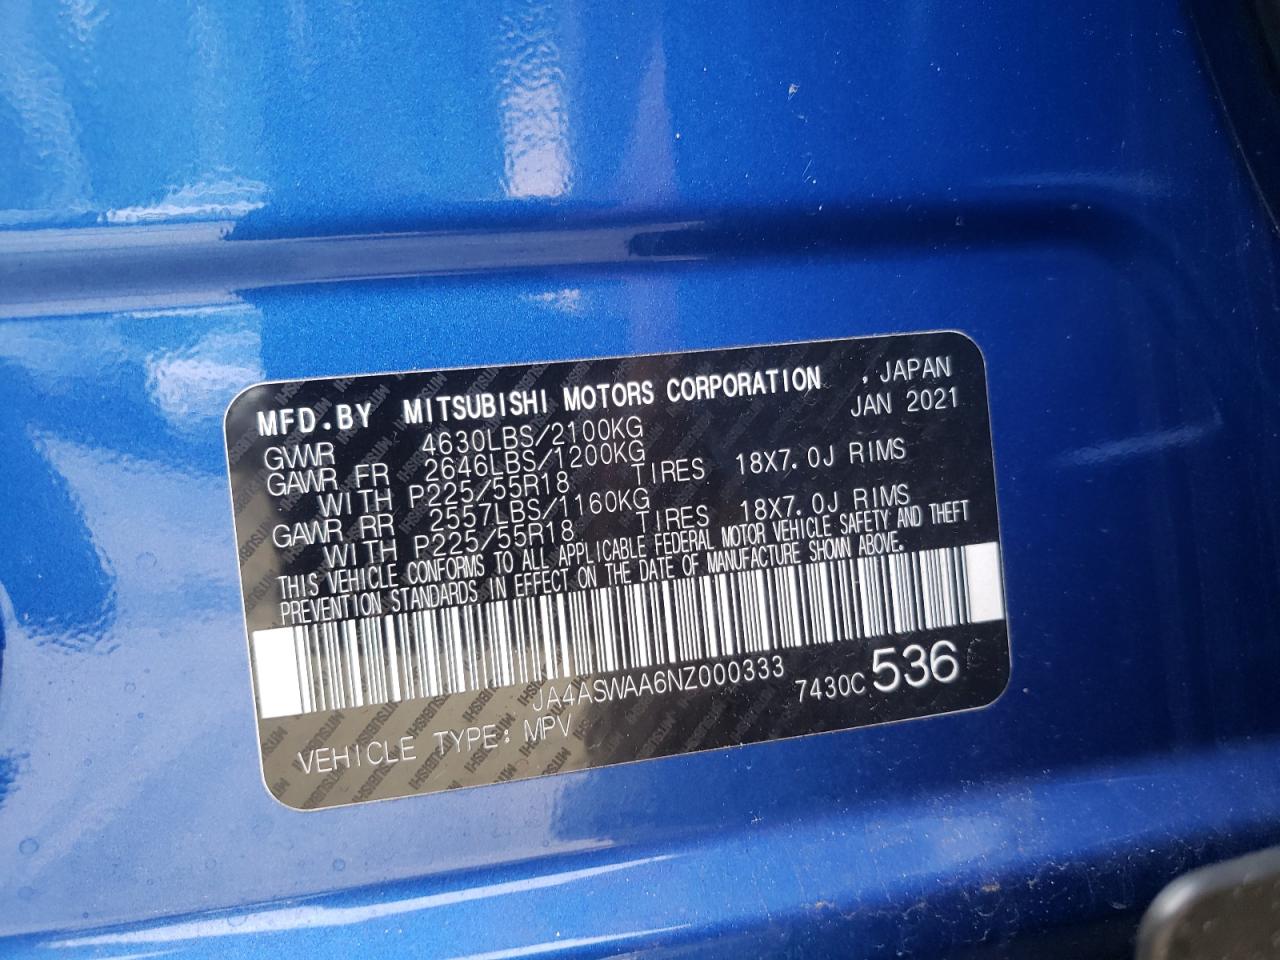 MFD.BY MITSUBISHI MOTORS CORPORATION , JAPAN
JAN 2021
GVWR 4630LBS/2100KG
GAWR FR 2646LBS/1200KG
WITH P225/55R18 TIRES 18X7.0J RIMS
GAWR RR 2557LBS/1160KG
WITH P225/55R18 TIRES 18X7.0J RIMS
THIS VEHICLE CONFORMS TO ALL APPLICABLE FEDERAL MOTOR VEHICLE SAFETY AND THEFT
PREVENTION STANDARDS IN EFFECT ON THE DATE OF MANUFACTURE SHOWN ABOVE.
JA4ASWAA6NZ000333
7430C 536
VEHICLE TYPE: MPV